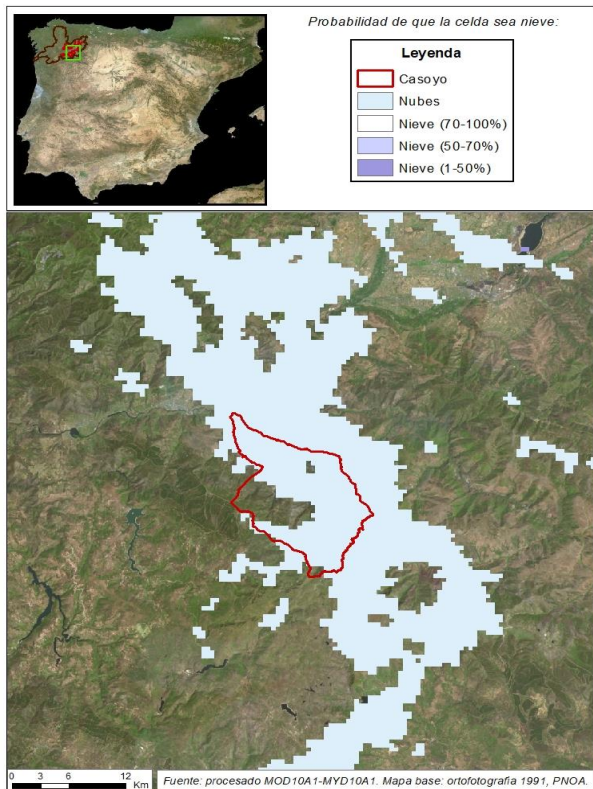 Probabilidad de que la celda sea nieve:
Leyenda
Casoyo
Nubes
Nieve (70-100%)
Nieve (50-70%)
Nieve (1-50%)
0 3 6 12
Km
Fuente: procesado MOD10A1-MYD10A1. Mapa base: ortofotografia 1991, PNOA.